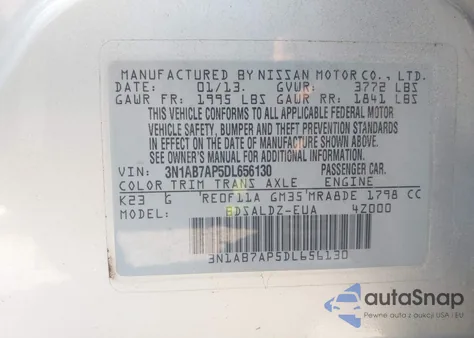 MANUFACTURED BY NISSAN MOTOR CO., LTD.
DATE: 01/13. GVWR: 3772 LBS
GAWR FR: 1995 LBS GAWR RR: 1841 LBS
THIS VEHICLE CONFORMS TO ALL APPLICABLE FEDERAL MOTOR
VEHICLE SAFETY, BUMPER AND THEFT PREVENTION STANDARDS
IN EFFECT ON THE DATE OF MANUFACTURE SHOWN ABOVE.
SEE OWNER'S MANUAL FOR ADDITIONAL INFORMATION.
VIN: 3N1AB7AP5DL656130 PASSENGER CAR.
COLOR TRIM TRANS AXLE ENGINE
K23 G RE0F11A GM35 MRA8DE 1798 CC
MODEL: BDSALDZ-EUA 4Z000
3N1AB7AP5DL656130
autoSnap
Pewne auta z aukcji USA i EU